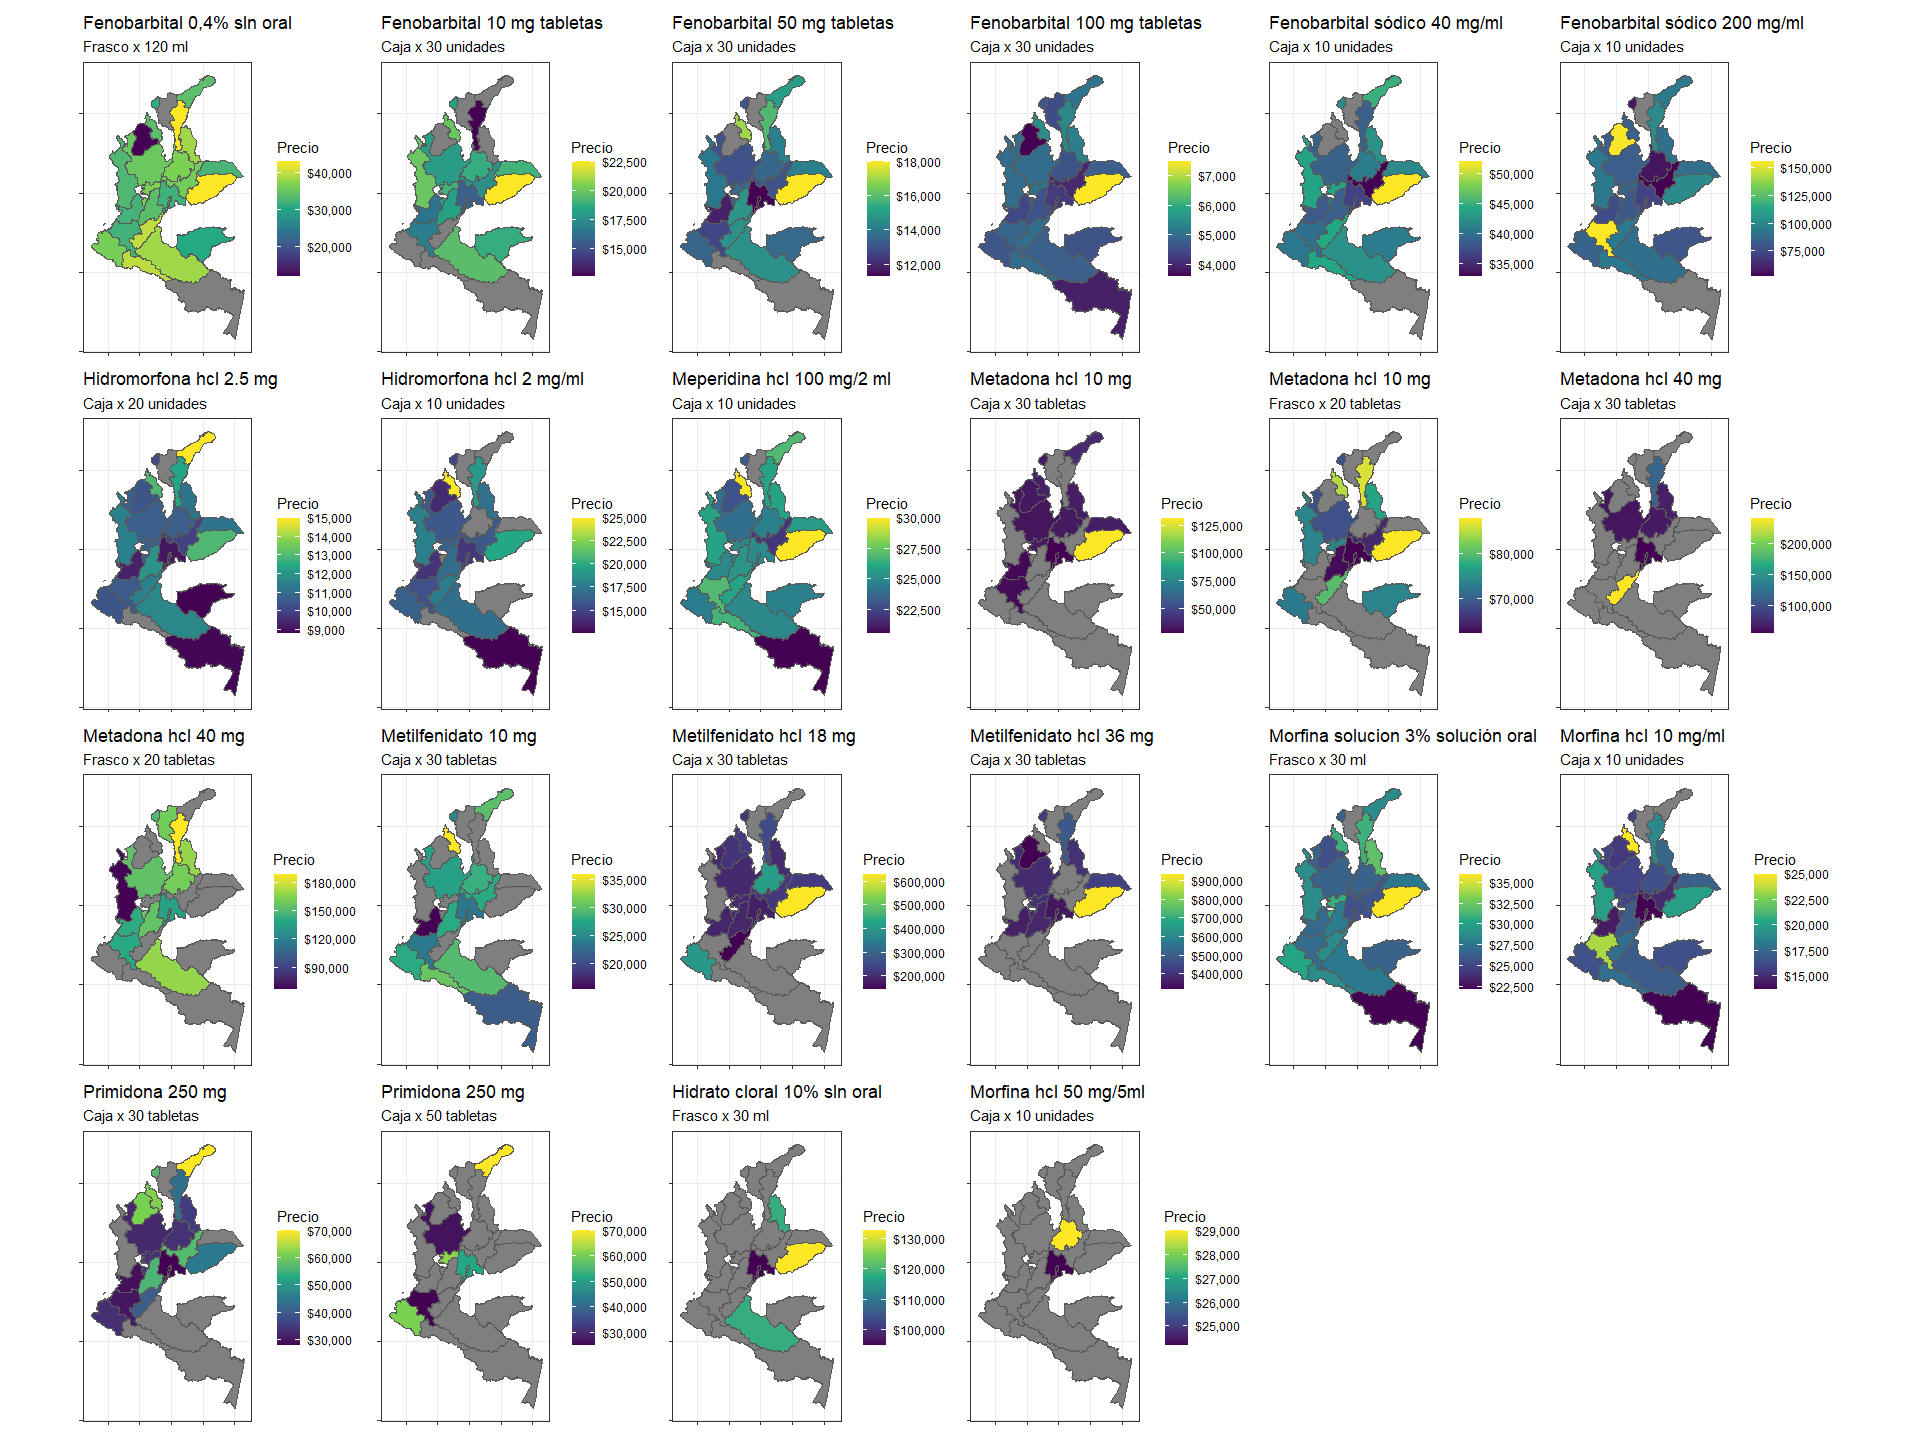 Fenobarbital 0,4% sln oral
Frasco x 120 ml
Precio
$40,000
$30,000
$20,000
Fenobarbital 10 mg tabletas
Caja x 30 unidades
Precio
$22,500
$20,000
$17,500
$15,000
Fenobarbital 50 mg tabletas
Caja x 30 unidades
Precio
$18,000
$16,000
$14,000
$12,000
Fenobarbital 100 mg tabletas
Caja x 30 unidades
Precio
$7,000
$6,000
$5,000
$4,000
Fenobarbital sódico 40 mg/ml
Caja x 10 unidades
Precio
$50,000
$45,000
$40,000
$35,000
Fenobarbital sódico 200 mg/ml
Caja x 10 unidades
Precio
$150,000
$125,000
$100,000
$75,000
Hidromorfona hcl 2.5 mg
Caja x 20 unidades
Precio
$15,000
$14,000
$13,000
$12,000
$11,000
$10,000
$9,000
Hidromorfona hcl 2 mg/ml
Caja x 10 unidades
Precio
$25,000
$22,500
$20,000
$17,500
$15,000
Meperidina hcl 100 mg/2 ml
Caja x 10 unidades
Precio
$30,000
$27,500
$25,000
$22,500
Metadona hcl 10 mg
Caja x 30 tabletas
Precio
$125,000
$100,000
$75,000
$50,000
Metadona hcl 10 mg
Frasco x 20 tabletas
Precio
$80,000
$70,000
Metadona hcl 40 mg
Caja x 30 tabletas
Precio
$200,000
$150,000
$100,000
Metadona hcl 40 mg
Frasco x 20 tabletas
Precio
$180,000
$150,000
$120,000
$90,000
Metilfenidato 10 mg
Caja x 30 tabletas
Precio
$35,000
$30,000
$25,000
$20,000
Metilfenidato hcl 18 mg
Caja x 30 tabletas
Precio
$600,000
$500,000
$400,000
$300,000
$200,000
Metilfenidato hcl 36 mg
Caja x 30 tabletas
Precio
$900,000
$800,000
$700,000
$600,000
$500,000
$400,000
Morfina solucion 3% solución oral
Frasco x 30 ml
Precio
$35,000
$32,500
$30,000
$27,500
$25,000
$22,500
Morfina hcl 10 mg/ml
Caja x 10 unidades
Precio
$25,000
$22,500
$20,000
$17,500
$15,000
Primidona 250 mg
Caja x 30 tabletas
Precio
$70,000
$60,000
$50,000
$40,000
$30,000
Primidona 250 mg
Caja x 50 tabletas
Precio
$70,000
$60,000
$50,000
$40,000
$30,000
Hidrato cloral 10% sln oral
Frasco x 30 ml
Precio
$130,000
$120,000
$110,000
$100,000
Morfina hcl 50 mg/5ml
Caja x 10 unidades
Precio
$29,000
$28,000
$27,000
$26,000
$25,000